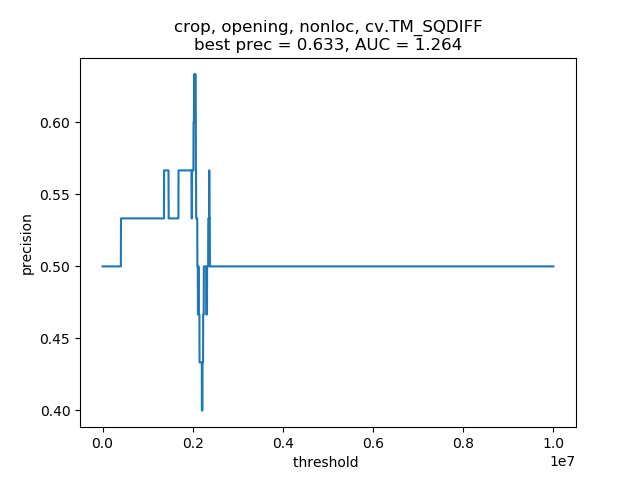 crop, opening, nonloc, cv.TM_SQDIFF
best prec = 0.633, AUC = 1.264
precision
0.60
0.55
0.50
0.45
0.40
0.0 0.2 0.4 0.6 0.8 1.0
1e7
threshold